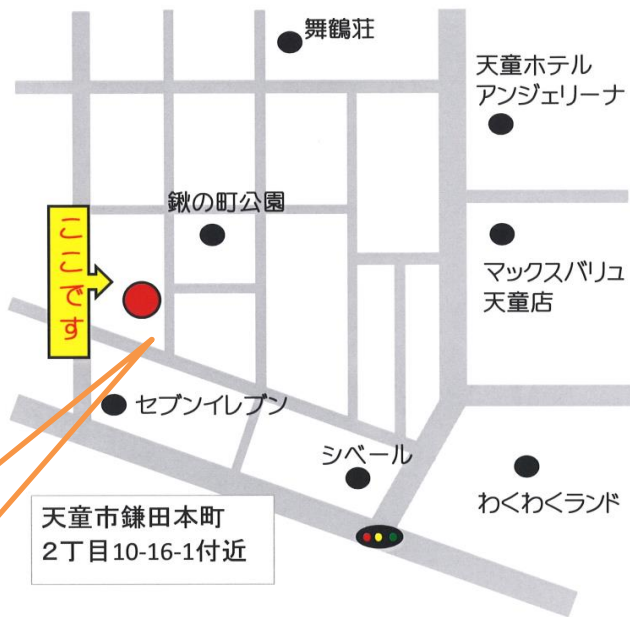 舞鶴荘
天童ホテル
アンジェリーナ
鍬の町公園
ここです
マックスバリュ
天童店
セブンイレブン
シベール
わくわくランド
天童市鎌田本町
2丁目10-16-1付近